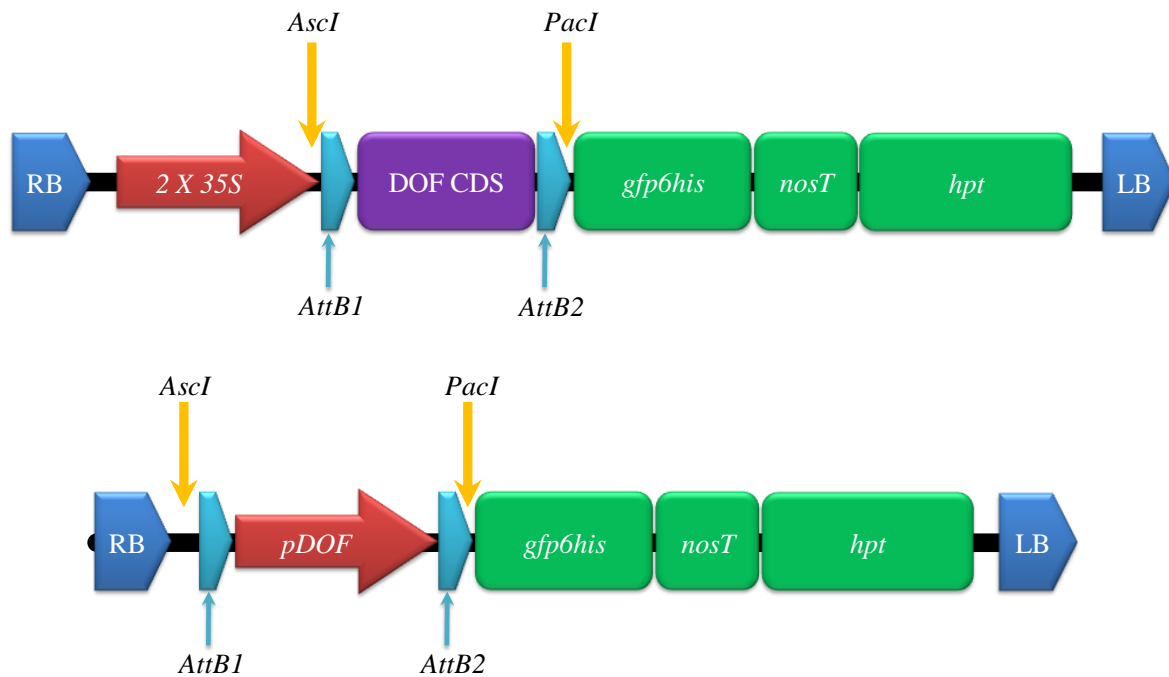 AscI PacI
RB 2 X 35S DOF CDS gfp6his nosT hpt LB
AttB1 AttB2
AscI PacI
RB pDOF gfp6his nosT hpt LB
AttB1 AttB2